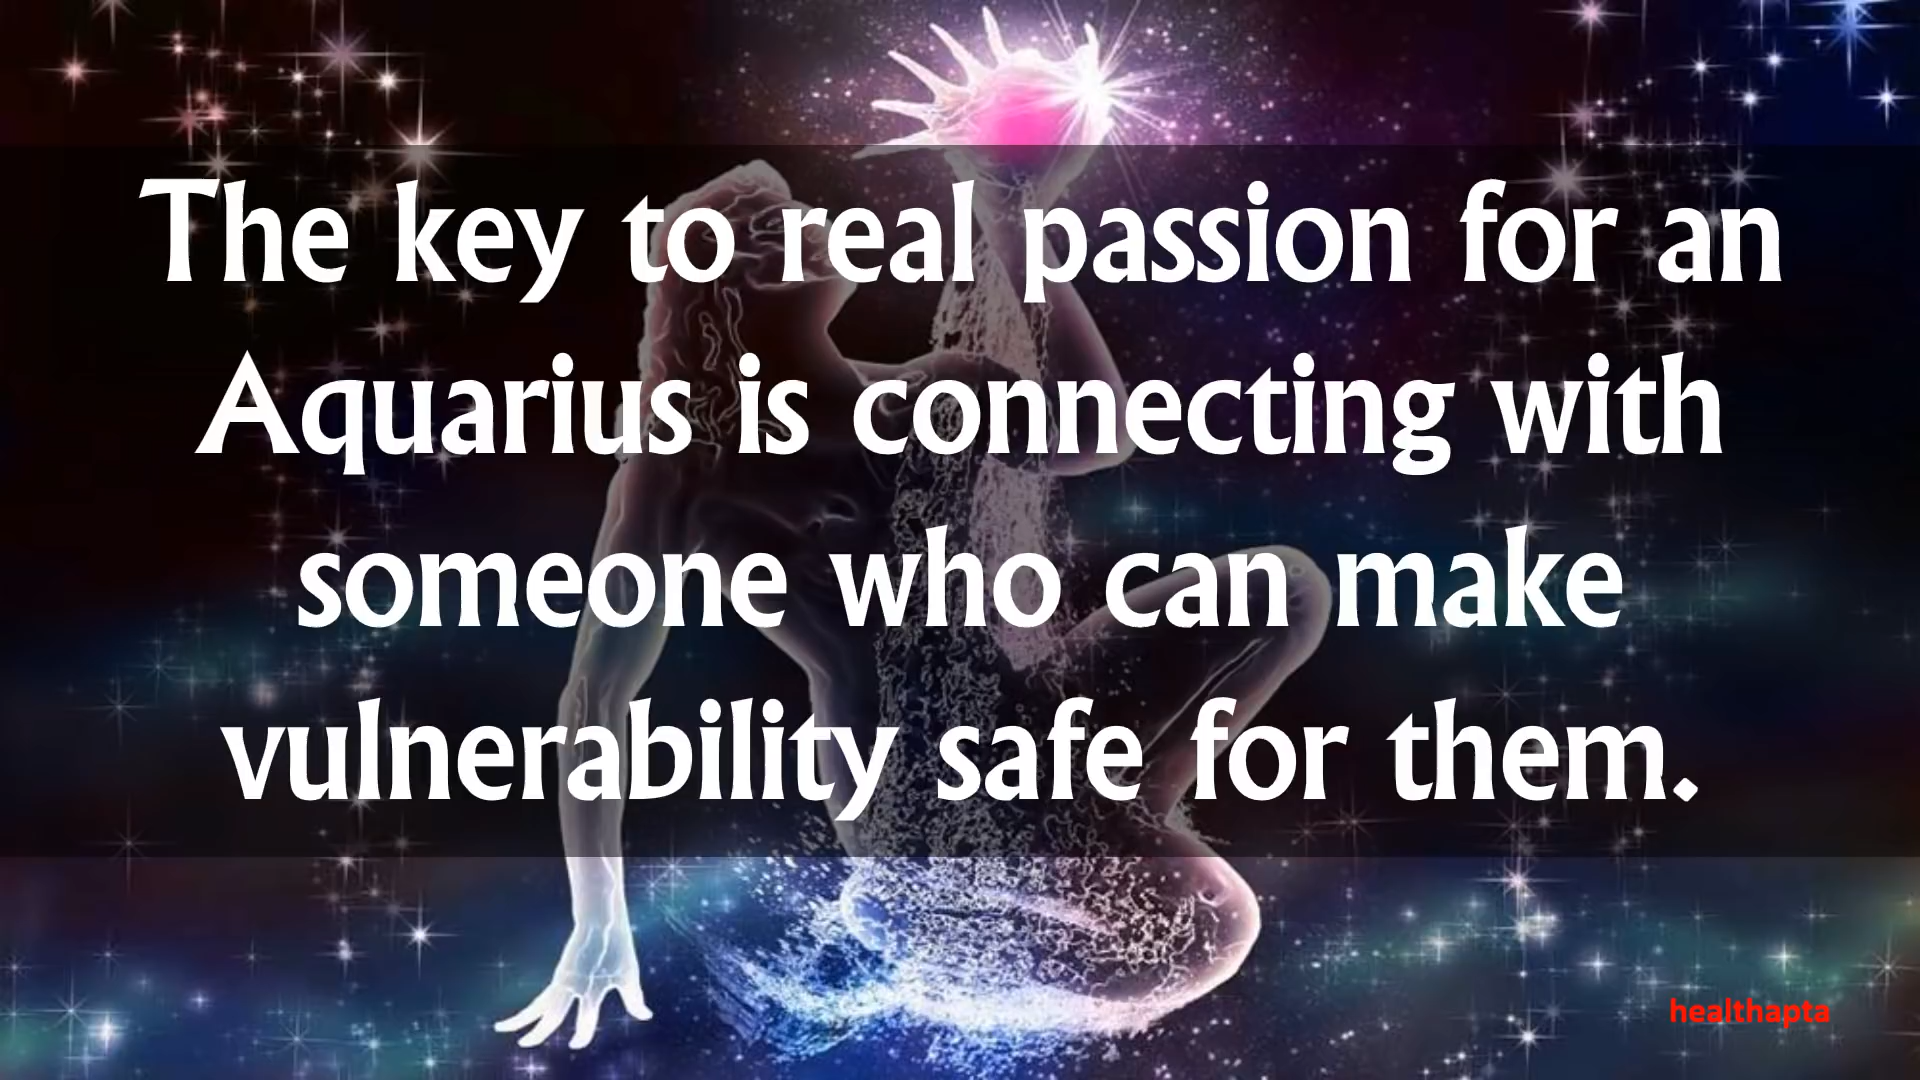 The key to real passion for an
Aquarius is connecting with
someone who can make
vulnerability safe for them.
healthapta